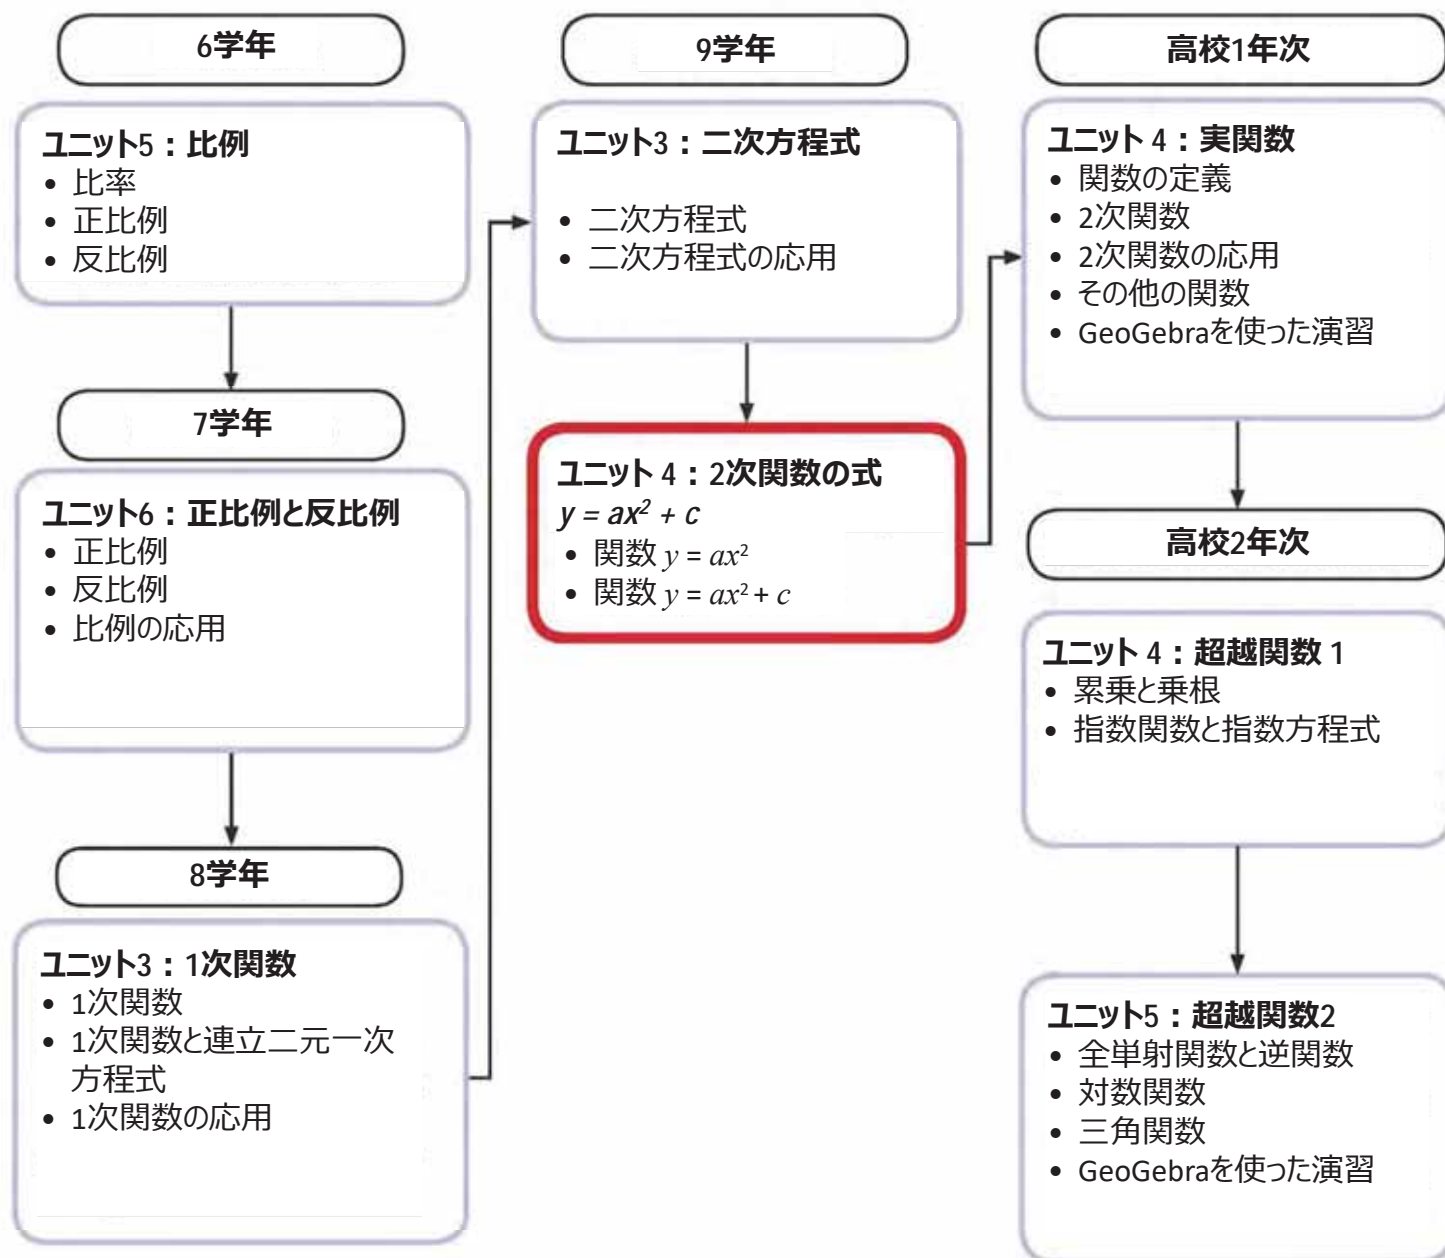 6学年
ユニット5：比例
• 比率
• 正比例
• 反比例
7学年
ユニット6：正比例と反比例
• 正比例
• 反比例
• 比例の応用
8学年
ユニット3：1次関数
• 1次関数
• 1次関数と連立二元一次
方程式
• 1次関数の応用
9学年
ユニット3：二次方程式
• 二次方程式
• 二次方程式の応用
ユニット 4：2次関数の式
y = ax² + c
• 関数 y = ax²
• 関数 y = ax² + c
高校1年次
ユニット 4：実関数
• 関数の定義
• 2次関数
• 2次関数の応用
• その他の関数
• GeoGebraを使った演習
高校2年次
ユニット 4：超越関数 1
• 累乗と乗根
• 指数関数と指数方程式
ユニット5：超越関数2
• 全単射関数と逆関数
• 対数関数
• 三角関数
• GeoGebraを使った演習